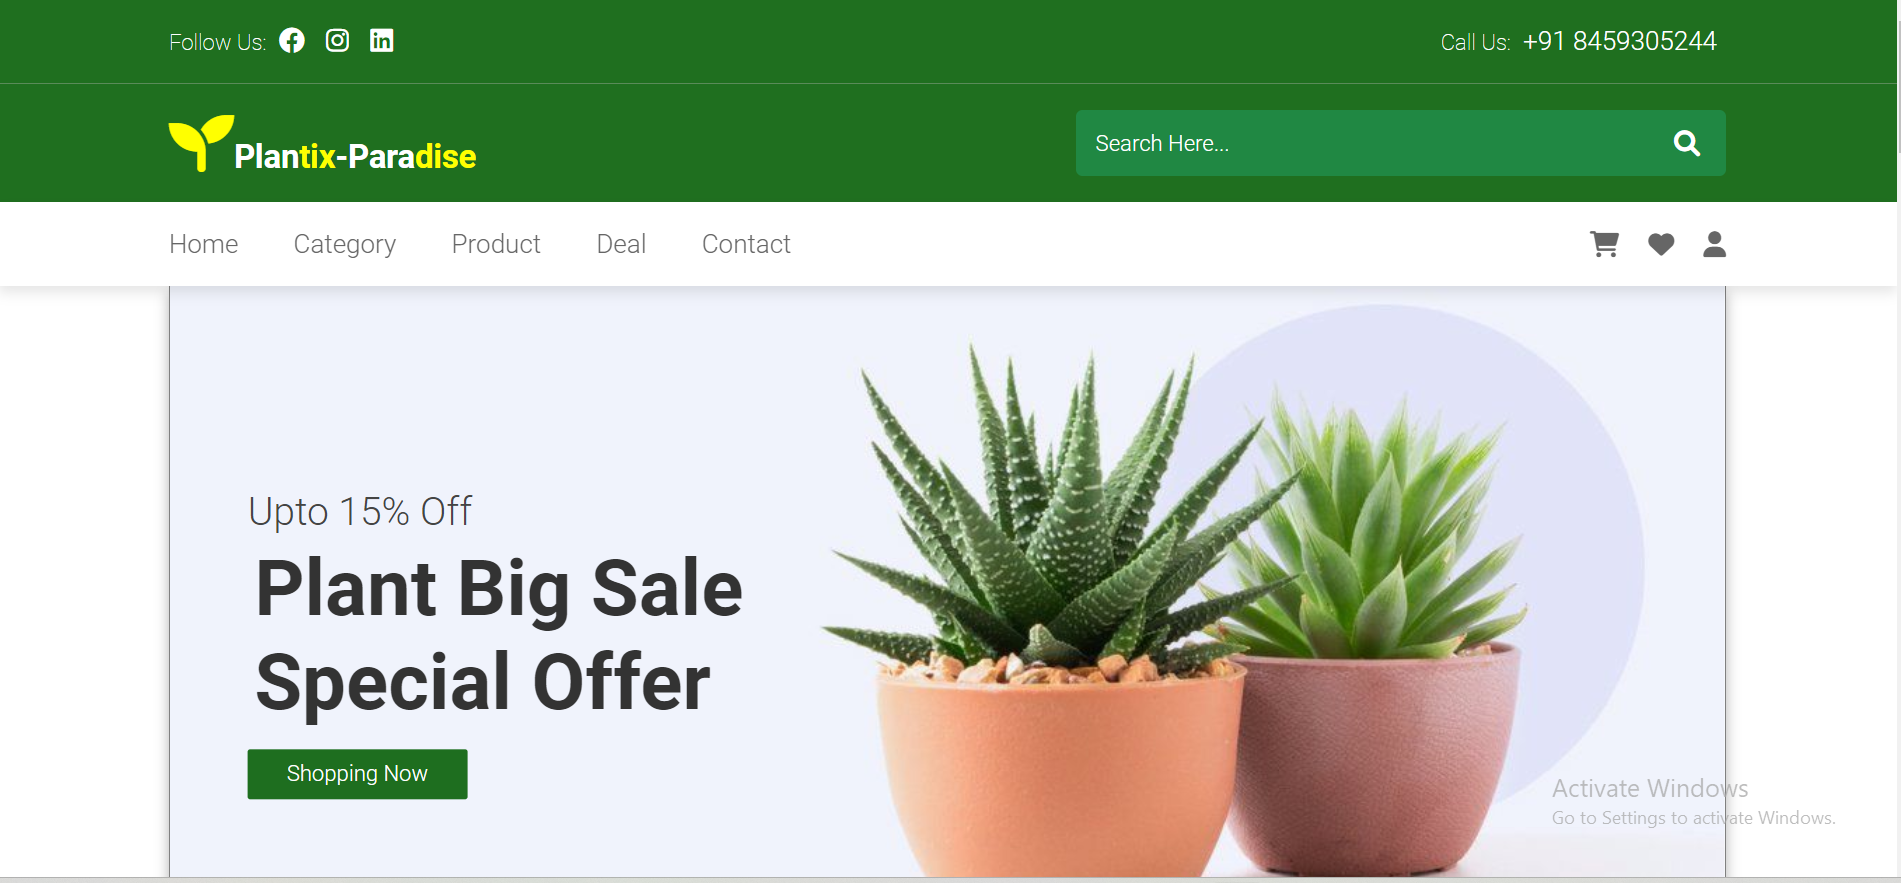 Follow Us:
Call Us: +91 8459305244
Plantix-Paradise
Search Here...
Home Category Product Deal Contact
Upto 15% Off
Plant Big Sale
Special Offer
Shopping Now
Activate Windows
Go to Settings to activate Windows.